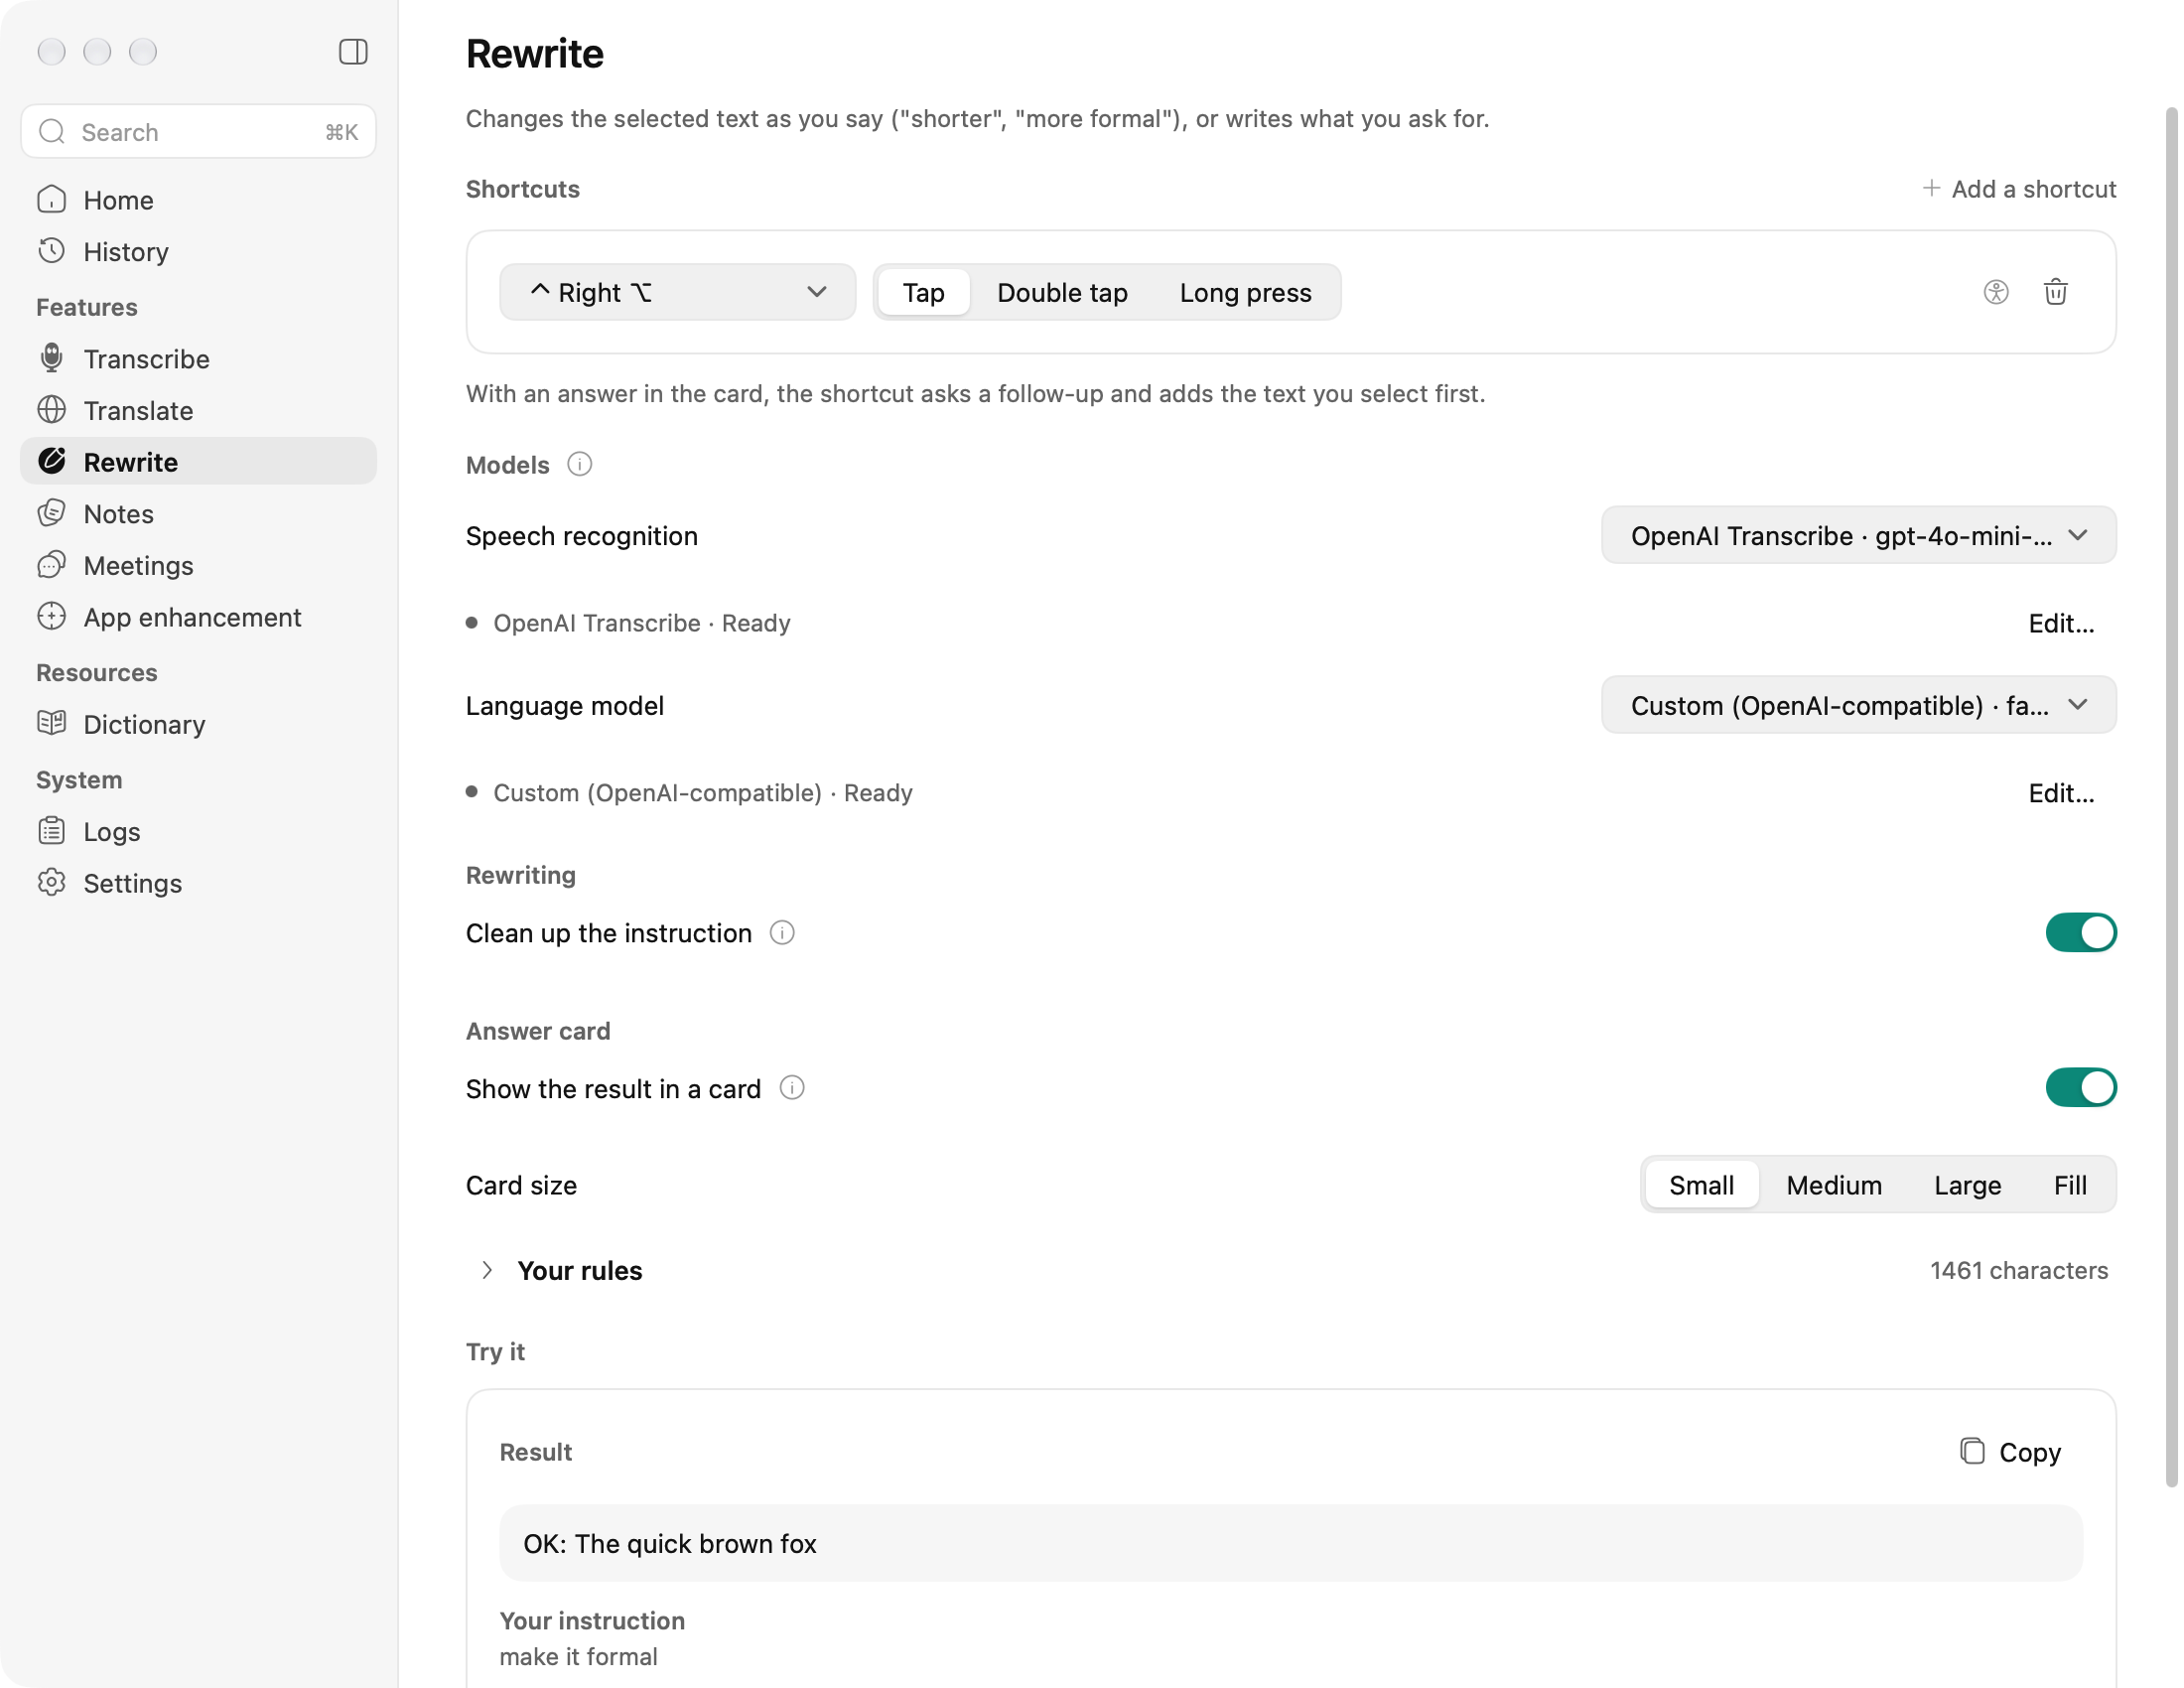 Search ⌘K
Home
History
Features
Transcribe
Translate
Rewrite
Notes
Meetings
App enhancement
Resources
Dictionary
System
Logs
Settings
Rewrite
Changes the selected text as you say ("shorter", "more formal"), or writes what you ask for.
Shortcuts + Add a shortcut
^ Right ⌥ Tap Double tap Long press
With an answer in the card, the shortcut asks a follow-up and adds the text you select first.
Models
Speech recognition OpenAI Transcribe · gpt-4o-mini-...
OpenAI Transcribe · Ready Edit...
Language model Custom (OpenAI-compatible) · fa...
Custom (OpenAI-compatible) · Ready Edit...
Rewriting
Clean up the instruction
Answer card
Show the result in a card
Card size Small Medium Large Fill
Your rules 1461 characters
Try it
Result Copy
OK: The quick brown fox
Your instruction
make it formal